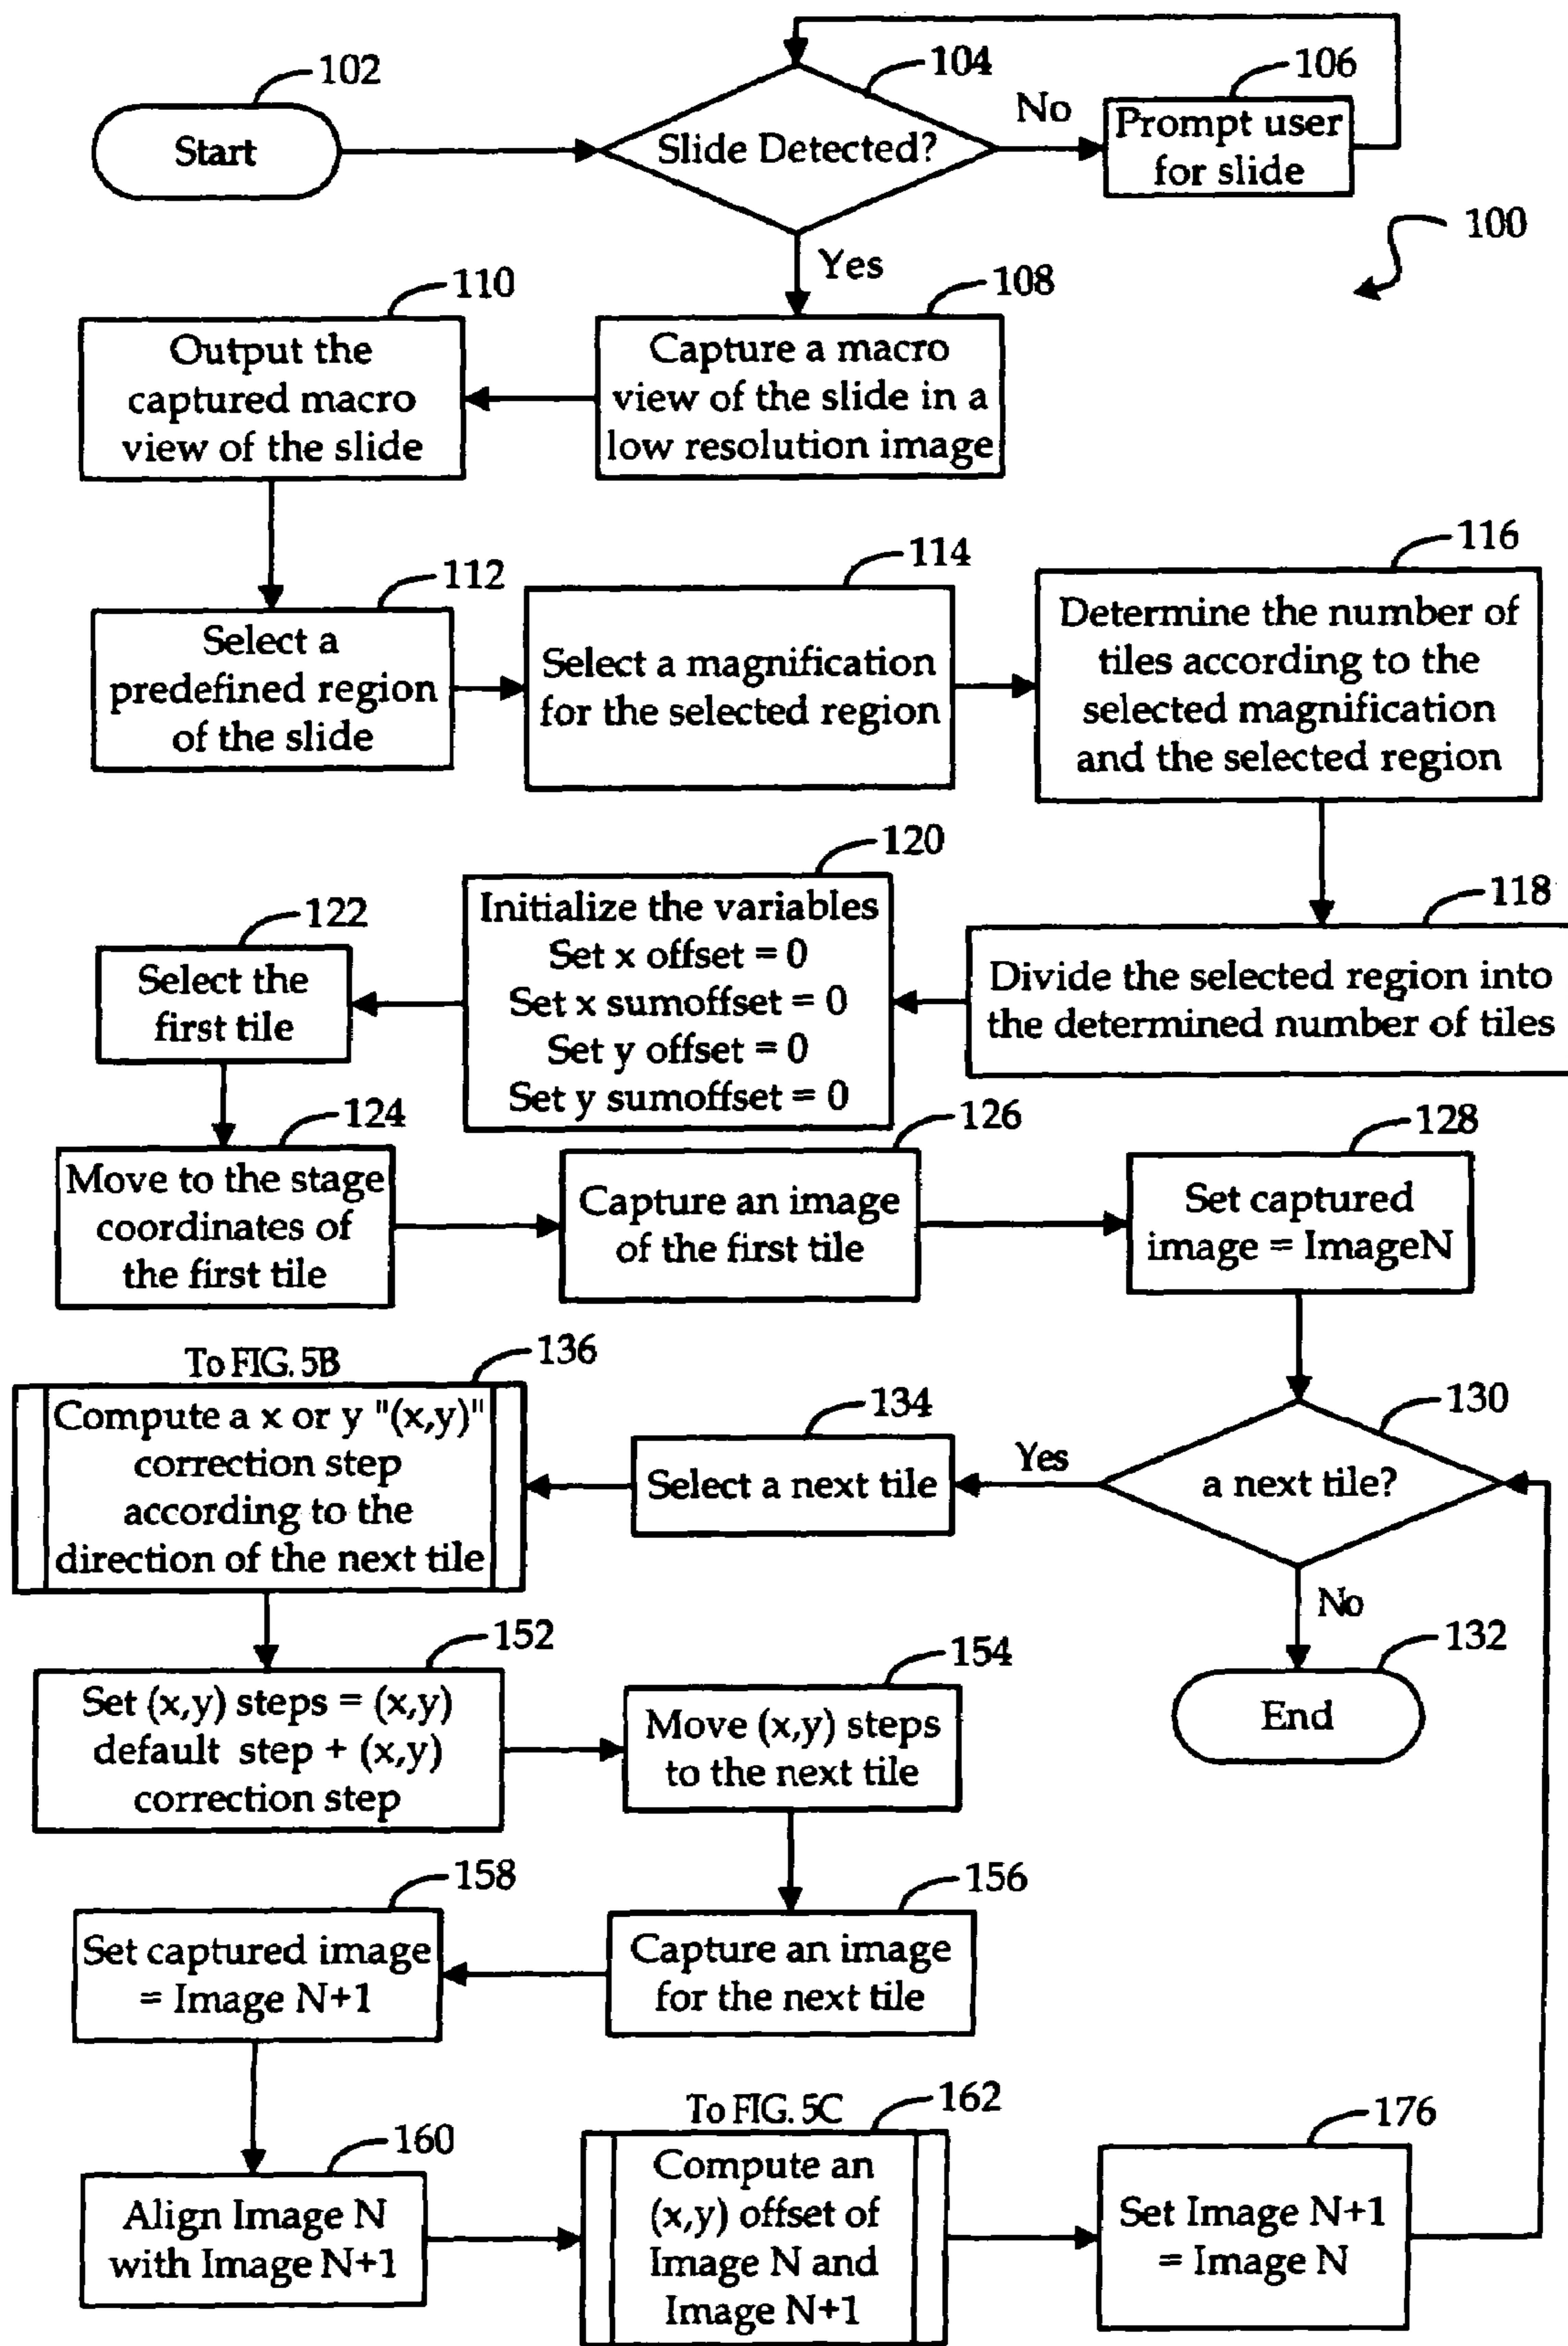 102
Start
104
Slide Detected?
No
106
Prompt user
for slide
100
Yes
108
Capture a macro
view of the slide in a
low resolution image
110
Output the
captured macro
view of the slide
112
Select a
predefined region
of the slide
114
Select a magnification
for the selected region
116
Determine the number of
tiles according to the
selected magnification
and the selected region
118
Divide the selected region into
the determined number of tiles
120
Initialize the variables
Set x offset = 0
Set x sumoffset = 0
Set y offset = 0
Set y sumoffset = 0
122
Select the
first tile
124
Move to the stage
coordinates of
the first tile
126
Capture an image
of the first tile
128
Set captured
image = ImageN
130
a next tile?
No
132
End
Yes
134
Select a next tile
To FIG. 5B
136
Compute a x or y "(x,y)"
correction step
according to the
direction of the next tile
152
Set (x,y) steps = (x,y)
default step + (x,y)
correction step
154
Move (x,y) steps
to the next tile
156
Capture an image
for the next tile
158
Set captured image
= Image N+1
160
Align Image N
with Image N+1
To FIG. 5C
162
Compute an
(x,y) offset of
Image N and
Image N+1
176
Set Image N+1
= Image N